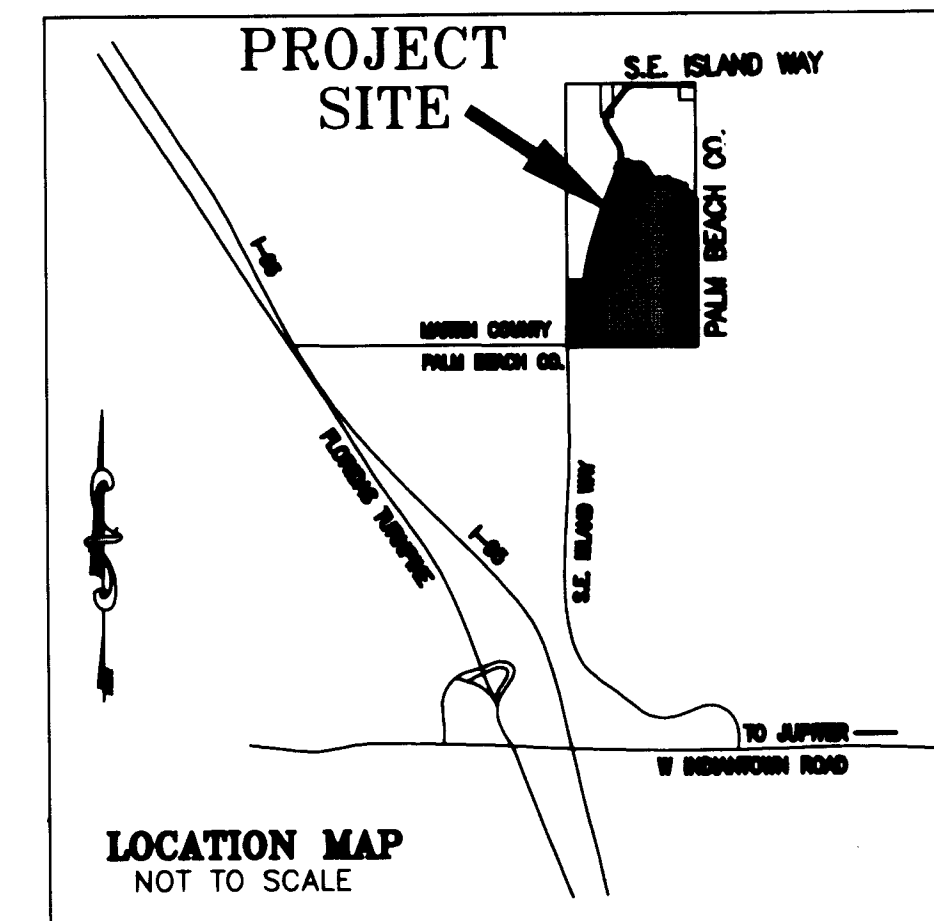 PROJECT
SITE
S.E. ISLAND WAY
PALM BEACH CO.
I-95
MARTIN COUNTY
PALM BEACH CO.
FLORIDAS TURNPIKE
I-95
S.E. ISLAND WAY
TO JUPITER
W INDIANTOWN ROAD
LOCATION MAP
NOT TO SCALE